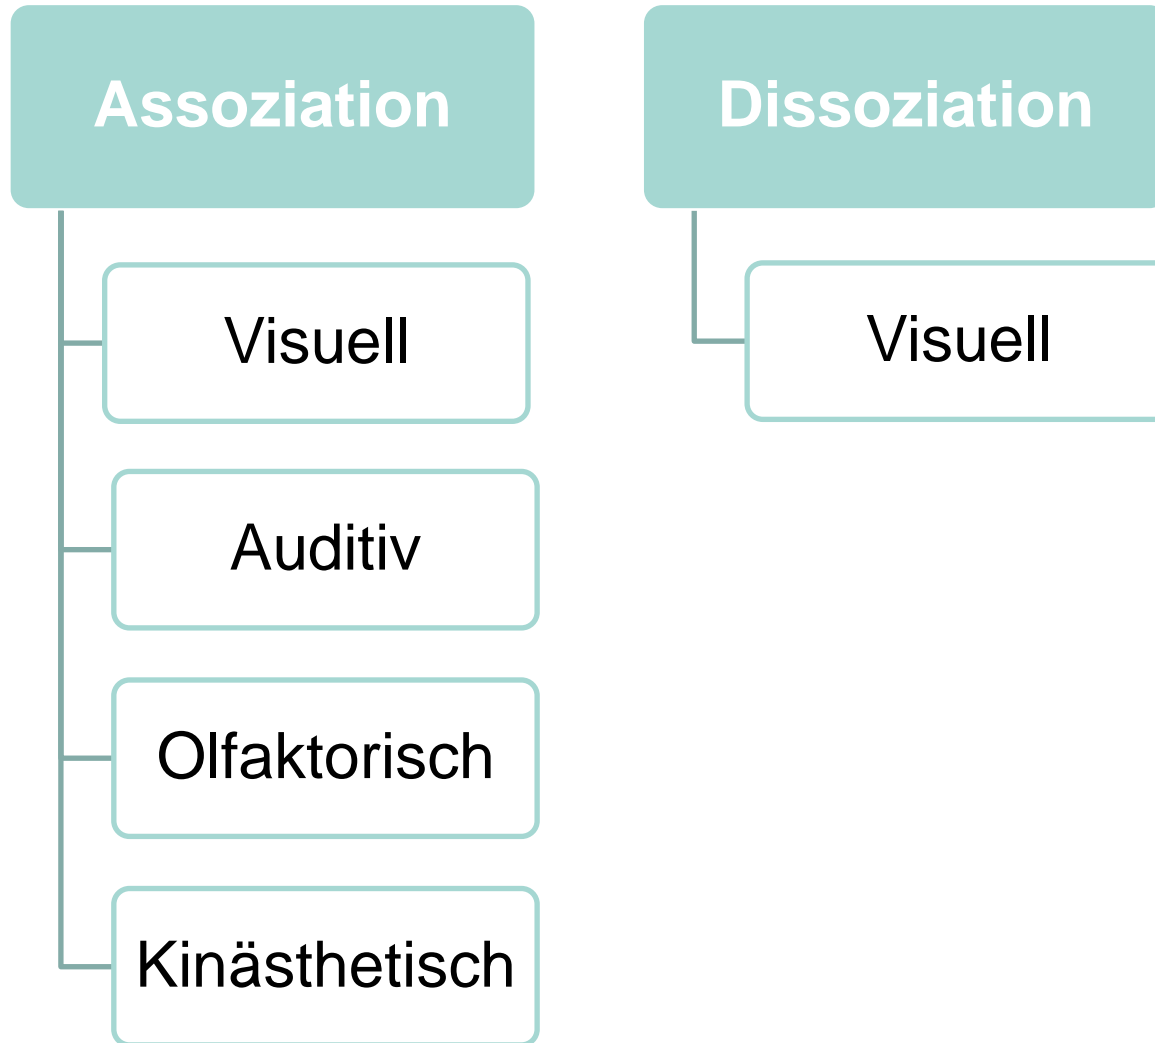 Assoziation
Visuell
Auditiv
Olfaktorisch
Kinästhetisch
Dissoziation
Visuell